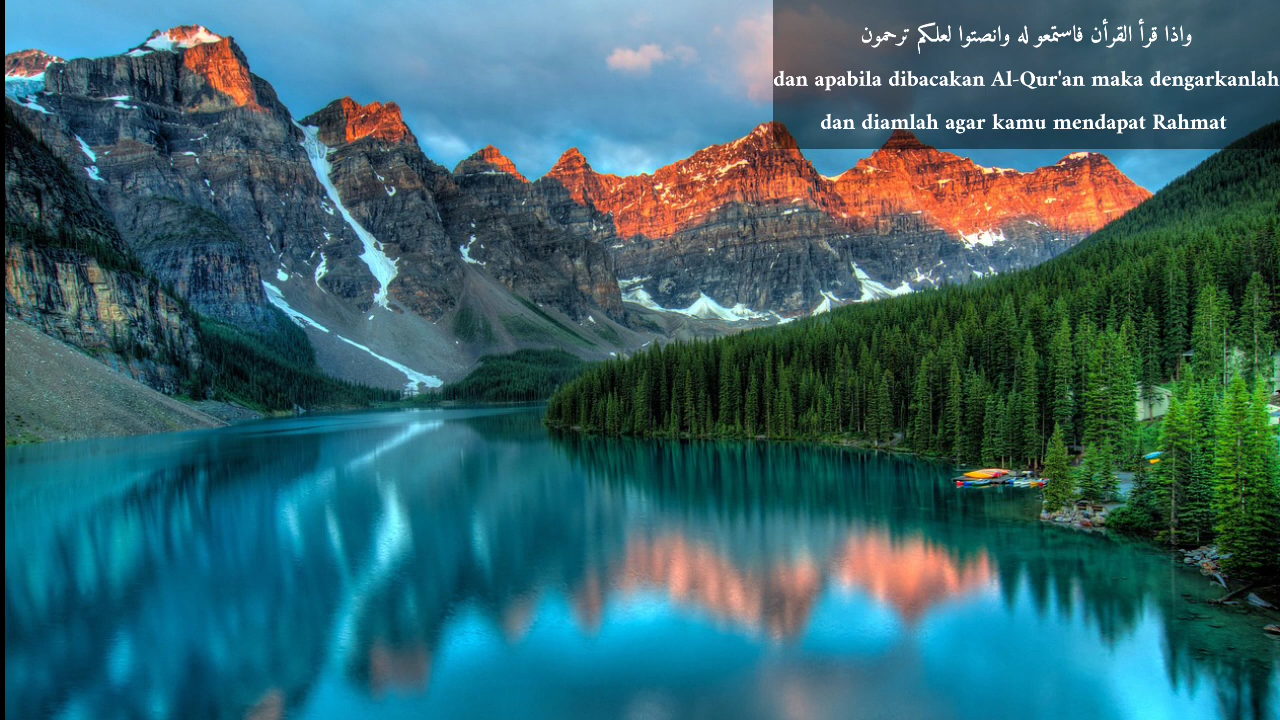 واذا قرأ القرأن فاستمعو له وانصتوا لعلكم ترحمون
dan apabila dibacakan Al-Qur'an maka dengarkanlah
dan diamlah agar kamu mendapat Rahmat